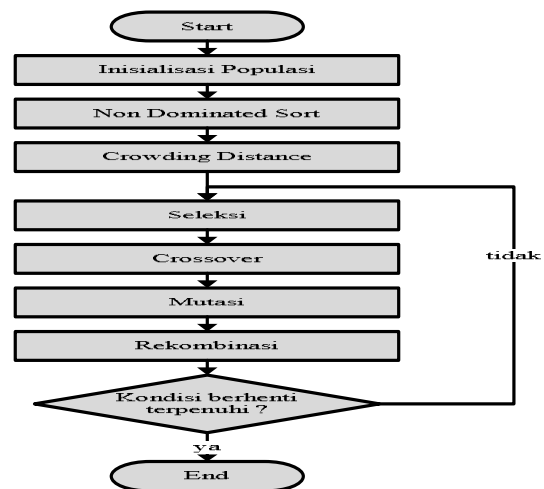 Start
Inisialisasi Populasi
Non Dominated Sort
Crowding Distance
Seleksi
Crossover
tidak
Mutasi
Rekombinasi
Kondisi berhenti
terpenuhi ?
ya
End